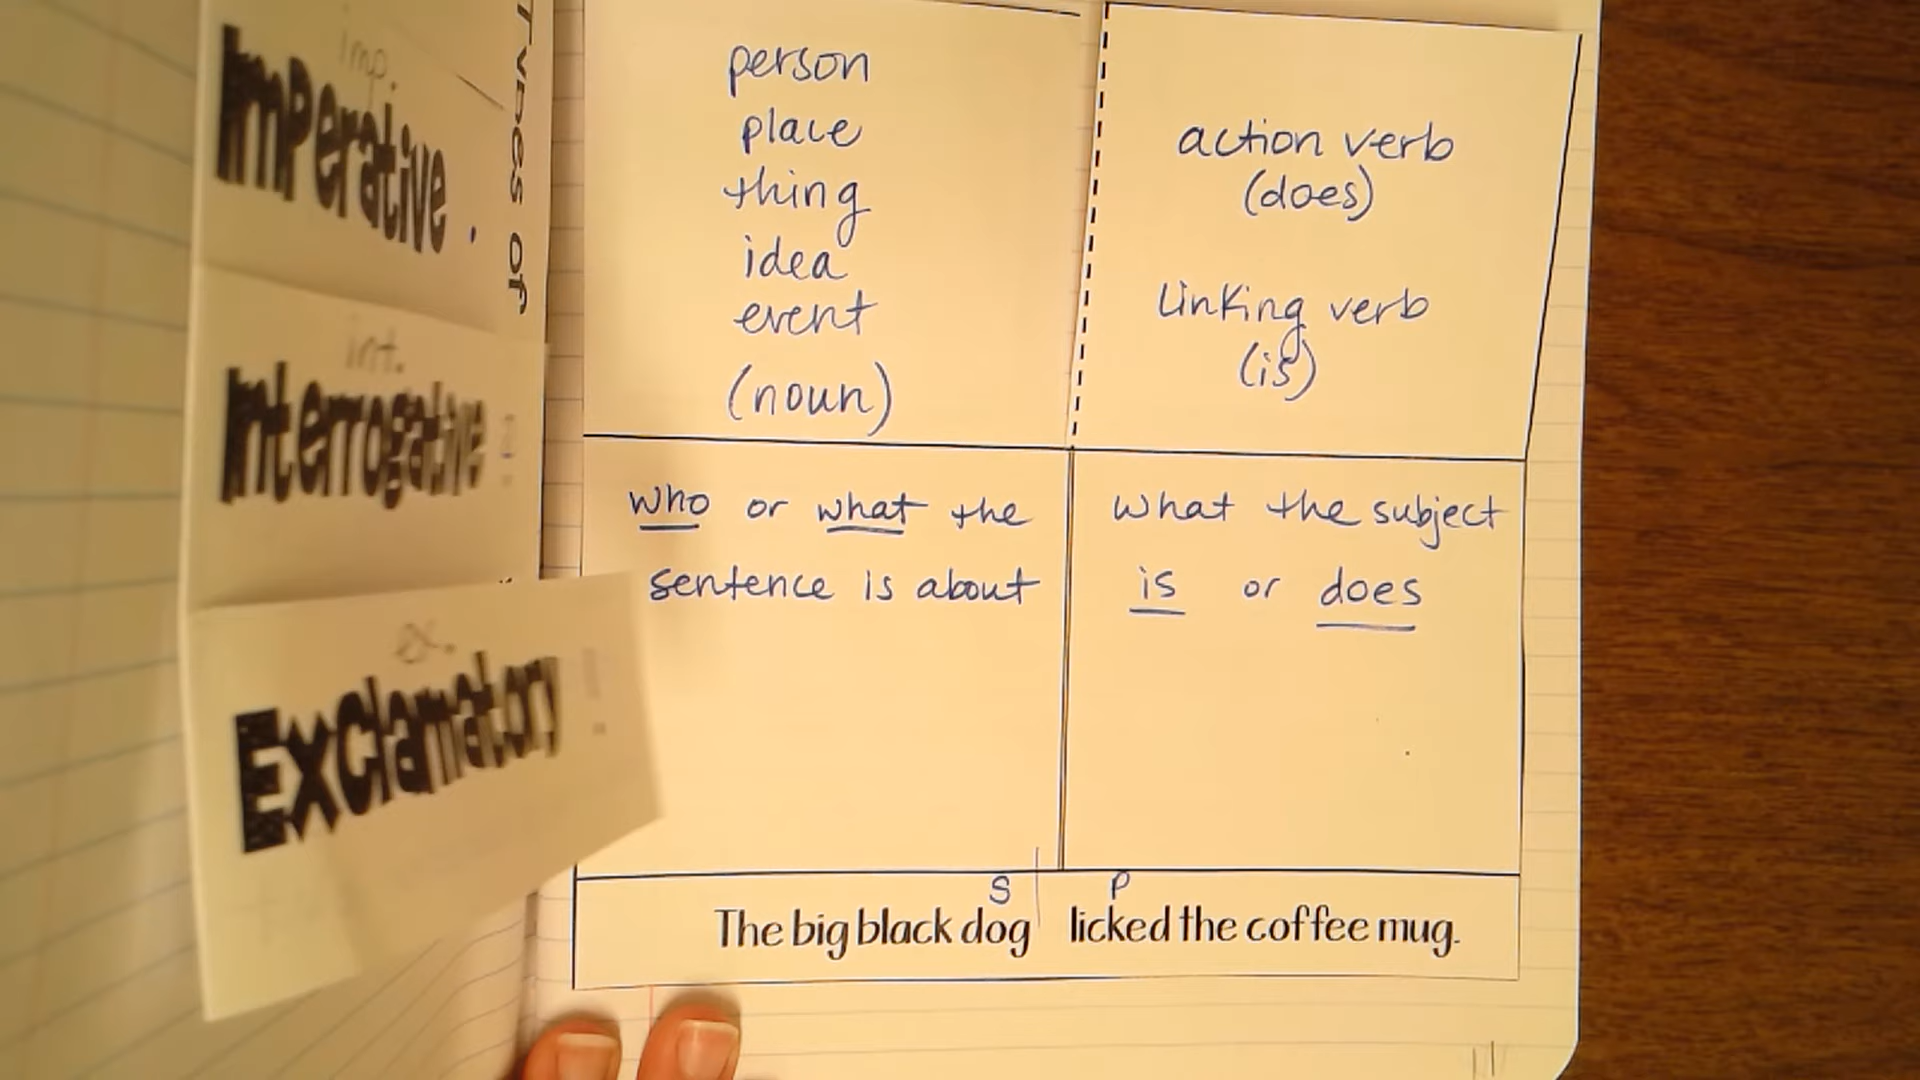 Types of
imp.
Imperative .
int.
Interrogative ?
ex.
Exclamatory !
person
place
thing
idea
event
(noun)
action verb
(does)
linking verb
(is)
who or what the
sentence is about
what the subject
is or does
S P
The big black dog licked the coffee mug.
11